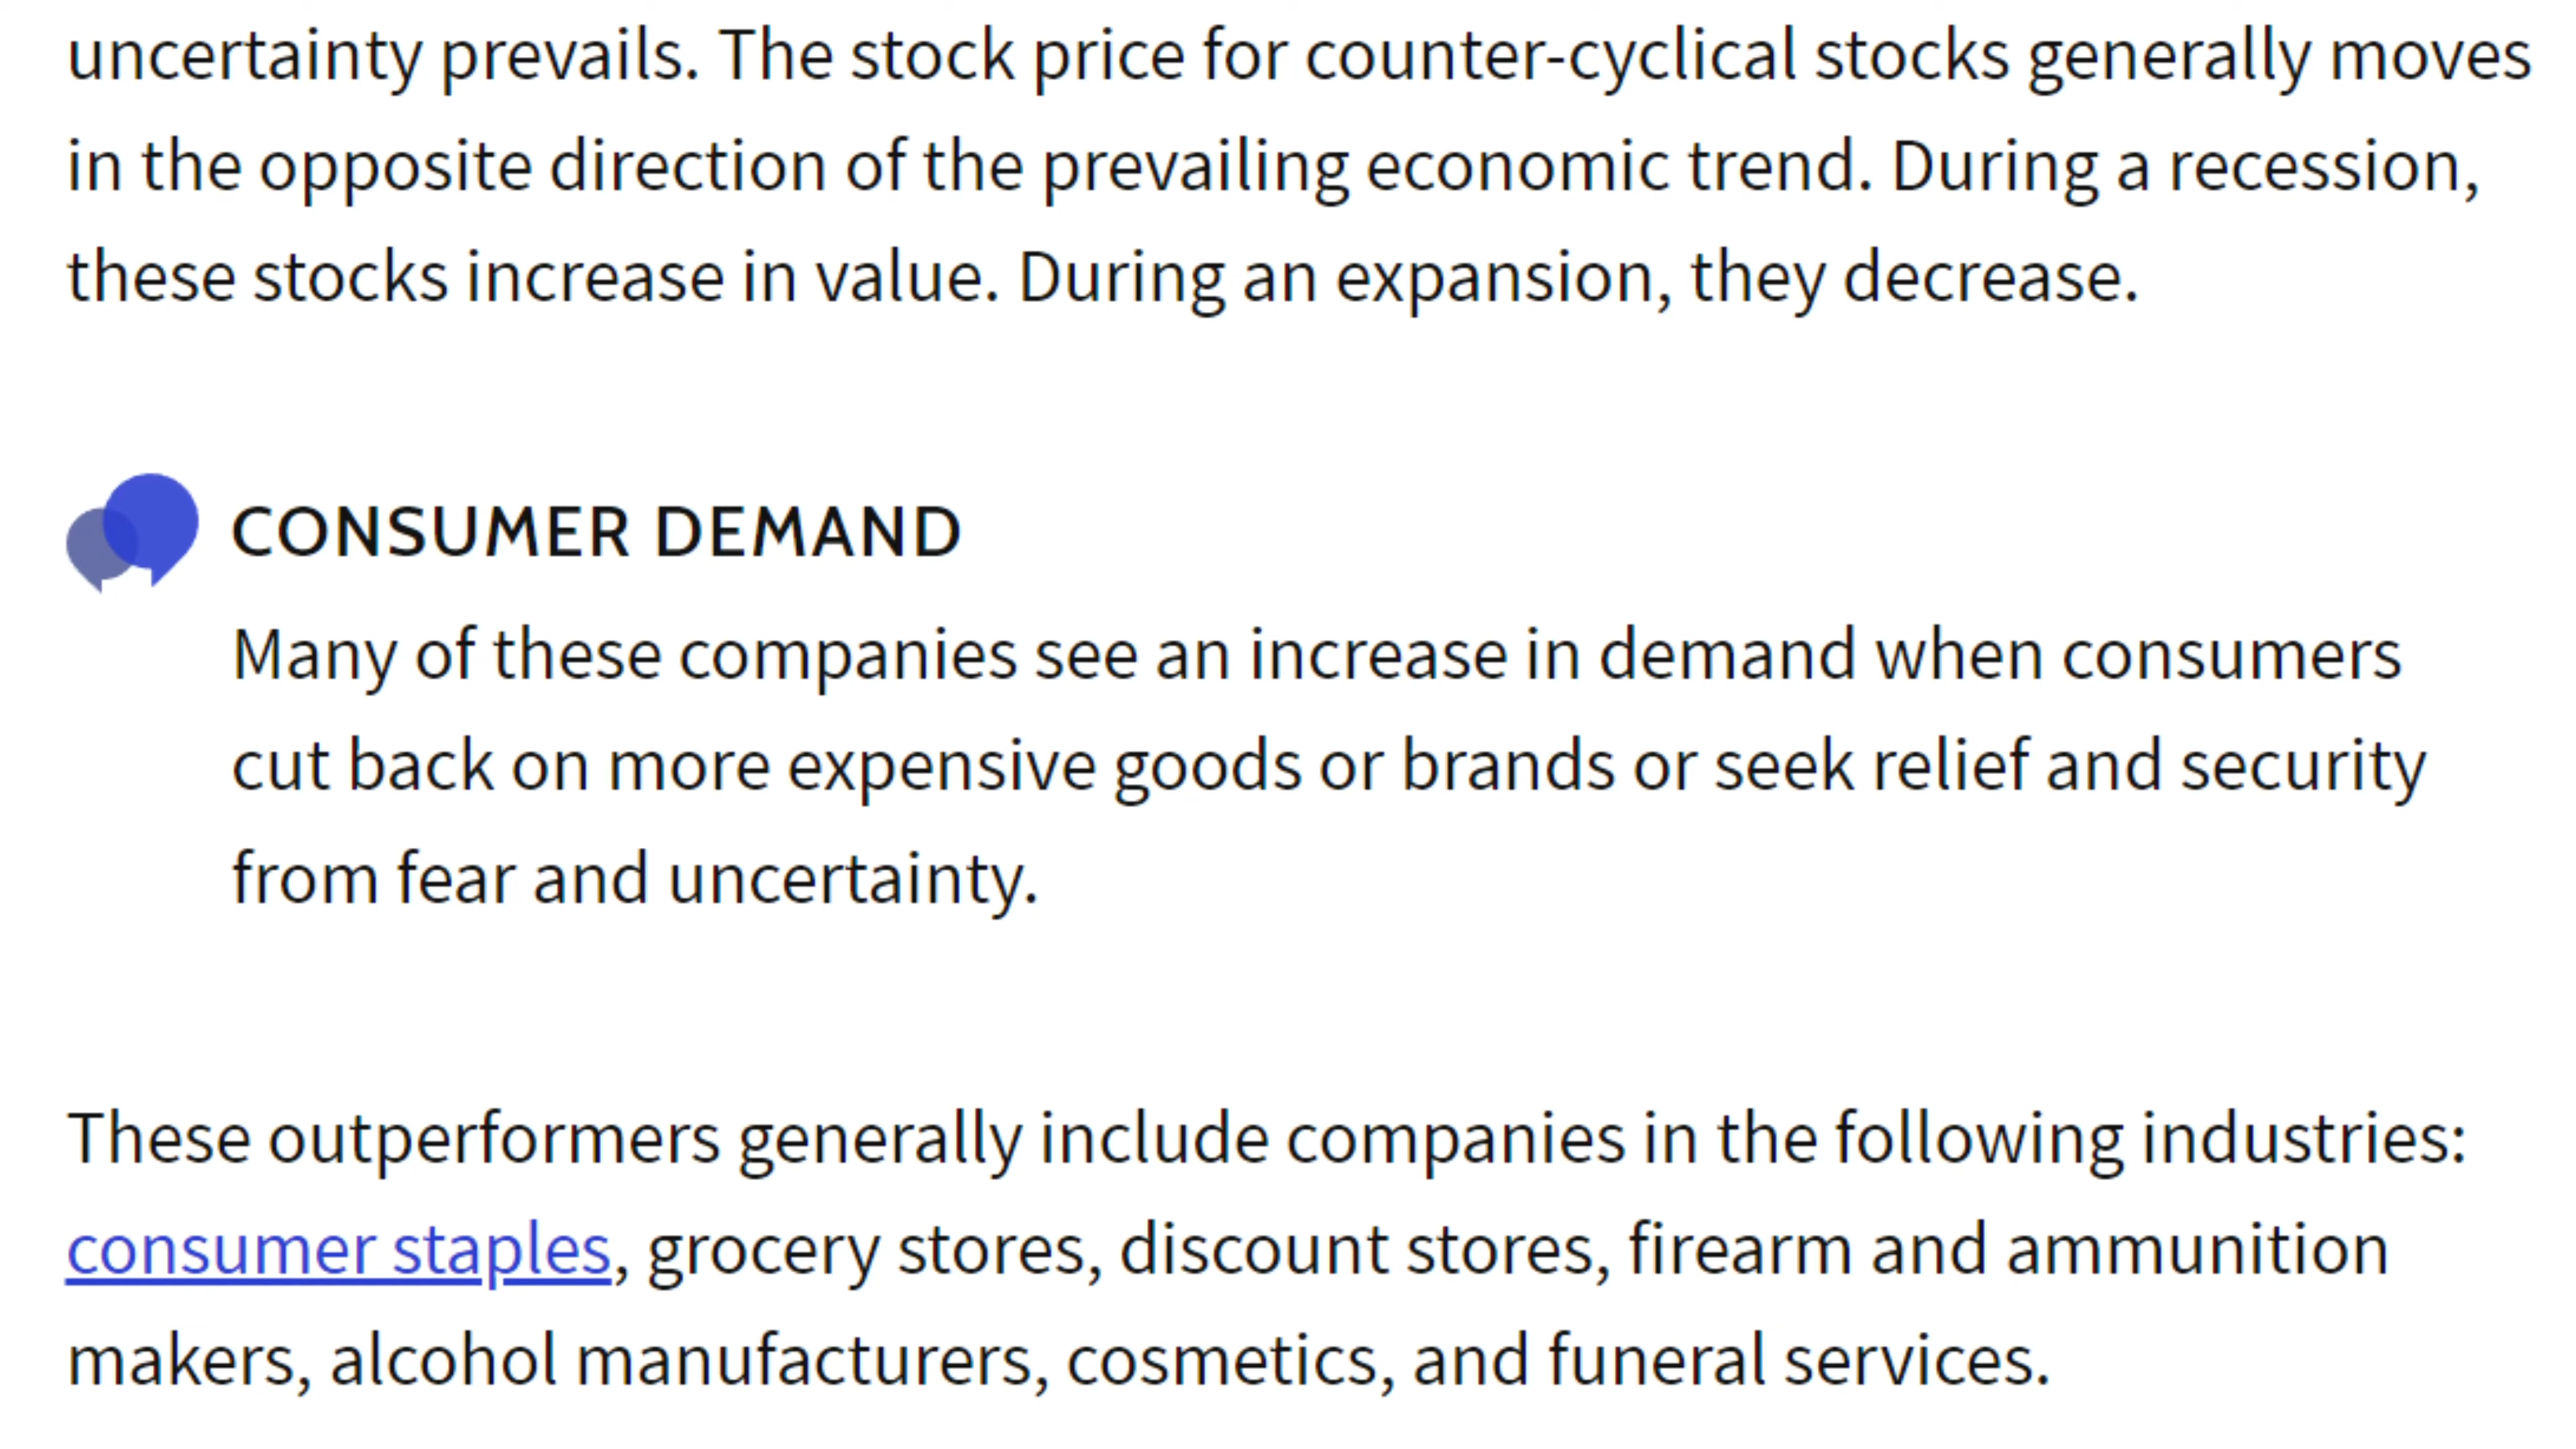 uncertainty prevails. The stock price for counter-cyclical stocks generally moves
in the opposite direction of the prevailing economic trend. During a recession,
these stocks increase in value. During an expansion, they decrease.
CONSUMER DEMAND
Many of these companies see an increase in demand when consumers
cut back on more expensive goods or brands or seek relief and security
from fear and uncertainty.
These outperformers generally include companies in the following industries:
consumer staples, grocery stores, discount stores, firearm and ammunition
makers, alcohol manufacturers, cosmetics, and funeral services.